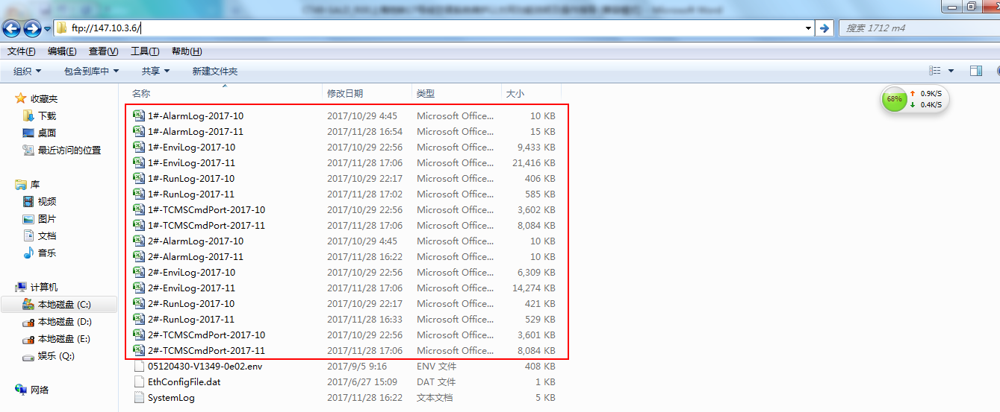 Microsoft Word
ftp://147.10.3.6/
搜索 1712 m4
文件(F) 编辑(E) 查看(V) 工具(T) 帮助(H)
组织 包含到库中 共享 新建文件夹
名称 修改日期 类型 大小
收藏夹
下载
桌面
最近访问的位置
库
视频
图片
文档
音乐
计算机
本地磁盘 (C:)
本地磁盘 (D:)
本地磁盘 (E:)
娱乐 (Q:)
网络
1#-AlarmLog-2017-10 2017/10/29 4:45 Microsoft Office... 10 KB
1#-AlarmLog-2017-11 2017/11/28 16:54 Microsoft Office... 15 KB
1#-EnviLog-2017-10 2017/10/29 22:56 Microsoft Office... 9,433 KB
1#-EnviLog-2017-11 2017/11/28 17:06 Microsoft Office... 21,416 KB
1#-RunLog-2017-10 2017/10/29 22:17 Microsoft Office... 406 KB
1#-RunLog-2017-11 2017/11/28 17:02 Microsoft Office... 585 KB
1#-TCMSCmdPort-2017-10 2017/10/29 22:56 Microsoft Office... 3,602 KB
1#-TCMSCmdPort-2017-11 2017/11/28 17:06 Microsoft Office... 8,084 KB
2#-AlarmLog-2017-10 2017/10/29 4:45 Microsoft Office... 10 KB
2#-AlarmLog-2017-11 2017/11/28 16:22 Microsoft Office... 10 KB
2#-EnviLog-2017-10 2017/10/29 22:56 Microsoft Office... 6,309 KB
2#-EnviLog-2017-11 2017/11/28 17:06 Microsoft Office... 14,274 KB
2#-RunLog-2017-10 2017/10/29 22:17 Microsoft Office... 421 KB
2#-RunLog-2017-11 2017/11/28 16:33 Microsoft Office... 529 KB
2#-TCMSCmdPort-2017-10 2017/10/29 22:56 Microsoft Office... 3,601 KB
2#-TCMSCmdPort-2017-11 2017/11/28 17:06 Microsoft Office... 8,084 KB
05120430-V1349-0e02.env 2017/9/5 9:16 ENV 文件 408 KB
EthConfigFile.dat 2017/6/27 15:09 DAT 文件 1 KB
SystemLog 2017/11/28 16:22 文本文档 5 KB
68%
0.9K/S
0.4K/S